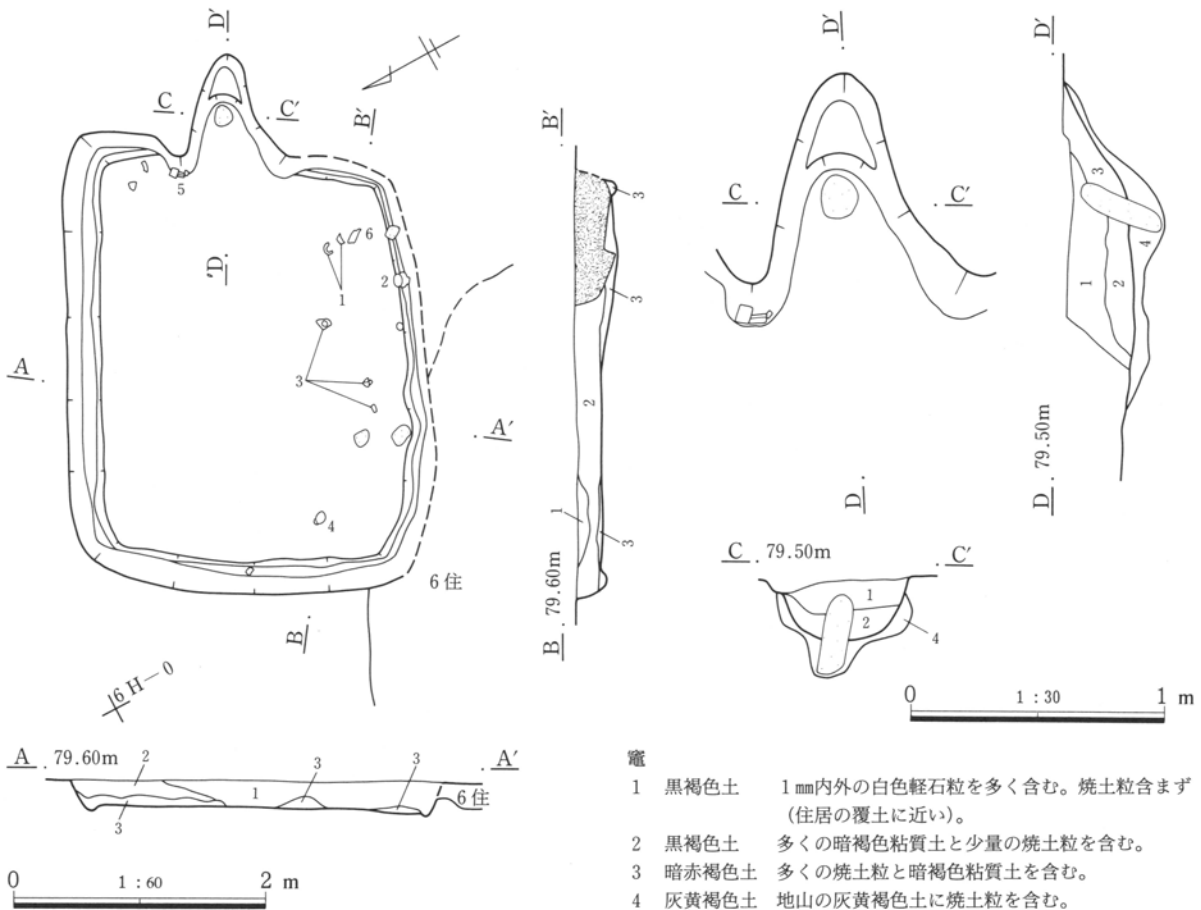 D′
C
C′
B′
5
6
1
2
′D
3
A
A′
4
6住
B
6H—0
A 79.60m
A′
2
1
3
3
3
6住
0 1:60 2 m
B′
3
3
2
1
3
B 79.60m
D′
C
C′
D
D′
3
4
1
2
D 79.50m
C 79.50m
C′
1
2
4
0 1:30 1 m
竈
1 黒褐色土 1㎜内外の白色軽石粒を多く含む。焼土粒含まず
(住居の覆土に近い)。
2 黒褐色土 多くの暗褐色粘質土と少量の焼土粒を含む。
3 暗赤褐色土 多くの焼土粒と暗褐色粘質土を含む。
4 灰黄褐色土 地山の灰黄褐色土に焼土粒を含む。